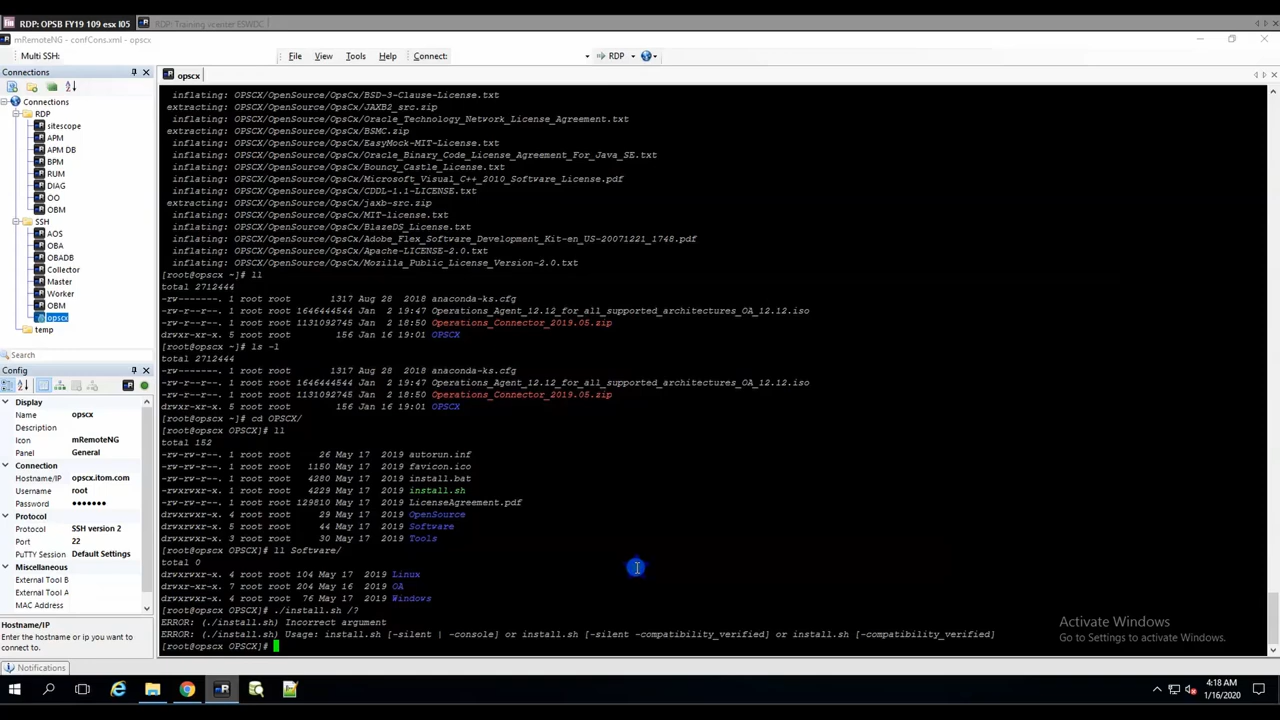 RDP: OPSB FY19 109 esx I05
RDP: Training vcenter ESWDC
mRemoteNG - confCons.xml - opscx
Multi SSH:
File View Tools Help Connect: RDP
Connections
opscx
Connections
RDP
sitescope
APM
APM DB
BPM
RUM
DIAG
OO
OBM
SSH
AOS
OBA
OBADB
Collector
Master
Worker
OBM
opscx
temp
Search
Config
Display
Name opscx
Description
Icon mRemoteNG
Panel General
Connection
Hostname/IP opscx.itom.com
Username root
Password •••••••
Protocol
Protocol SSH version 2
Port 22
PuTTY Session Default Settings
Miscellaneous
External Tool B
External Tool A
MAC Address
Hostname/IP
Enter the hostname or ip you want to
connect to.
Notifications
inflating: OPSCX/OpenSource/OpsCx/BSD-3-Clause-License.txt
extracting: OPSCX/OpenSource/OpsCx/JAXB2_src.zip
inflating: OPSCX/OpenSource/OpsCx/Oracle_Technology_Network_License_Agreement.txt
extracting: OPSCX/OpenSource/OpsCx/BSMC.zip
inflating: OPSCX/OpenSource/OpsCx/EasyMock-MIT-License.txt
inflating: OPSCX/OpenSource/OpsCx/Oracle_Binary_Code_License_Agreement_For_Java_SE.txt
inflating: OPSCX/OpenSource/OpsCx/Bouncy_Castle_License.txt
inflating: OPSCX/OpenSource/OpsCx/Microsoft_Visual_C++_2010_Software_License.pdf
inflating: OPSCX/OpenSource/OpsCx/CDDL-1.1-LICENSE.txt
extracting: OPSCX/OpenSource/OpsCx/jaxb-src.zip
inflating: OPSCX/OpenSource/OpsCx/MIT-license.txt
inflating: OPSCX/OpenSource/OpsCx/BlazeDS_License.txt
inflating: OPSCX/OpenSource/OpsCx/Adobe_Flex_Software_Development_Kit-en_US-20071221_1748.pdf
inflating: OPSCX/OpenSource/OpsCx/Apache-LICENSE-2.0.txt
inflating: OPSCX/OpenSource/OpsCx/Mozilla_Public_License_Version-2.0.txt
[root@opscx ~]# ll
total 2712444
-rw-------. 1 root root 1317 Aug 28 2018 anaconda-ks.cfg
-rw-r--r--. 1 root root 1646444544 Jan 2 19:47 Operations_Agent_12.12_for_all_supported_architectures_OA_12.12.iso
-rw-r--r--. 1 root root 1131092745 Jan 2 18:50 Operations_Connector_2019.05.zip
drwxr-xr-x. 5 root root 156 Jan 16 19:01 OPSCX
[root@opscx ~]# ls -l
total 2712444
-rw-------. 1 root root 1317 Aug 28 2018 anaconda-ks.cfg
-rw-r--r--. 1 root root 1646444544 Jan 2 19:47 Operations_Agent_12.12_for_all_supported_architectures_OA_12.12.iso
-rw-r--r--. 1 root root 1131092745 Jan 2 18:50 Operations_Connector_2019.05.zip
drwxr-xr-x. 5 root root 156 Jan 16 19:01 OPSCX
[root@opscx ~]# cd OPSCX/
[root@opscx OPSCX]# ll
total 152
-rw-rw-r--. 1 root root 26 May 17 2019 autorun.inf
-rw-rw-r--. 1 root root 1150 May 17 2019 favicon.ico
-rw-rw-r--. 1 root root 4280 May 17 2019 install.bat
-rwxrwxr-x. 1 root root 4229 May 17 2019 install.sh
-rw-rw-r--. 1 root root 129810 May 17 2019 LicenseAgreement.pdf
drwxrwxr-x. 4 root root 29 May 17 2019 OpenSource
drwxrwxr-x. 5 root root 44 May 17 2019 Software
drwxrwxr-x. 3 root root 30 May 17 2019 Tools
[root@opscx OPSCX]# ll Software/
total 0
drwxrwxr-x. 4 root root 104 May 17 2019 Linux
drwxrwxr-x. 7 root root 204 May 16 2019 OA
drwxrwxr-x. 4 root root 76 May 17 2019 Windows
[root@opscx OPSCX]# ./install.sh /?
ERROR: (./install.sh) Incorrect argument
ERROR: (./install.sh) Usage: install.sh [-silent | -console] or install.sh [-silent -compatibility_verified] or install.sh [-compatibility_verified]
[root@opscx OPSCX]#
Activate Windows
Go to Settings to activate Windows.
4:18 AM
1/16/2020